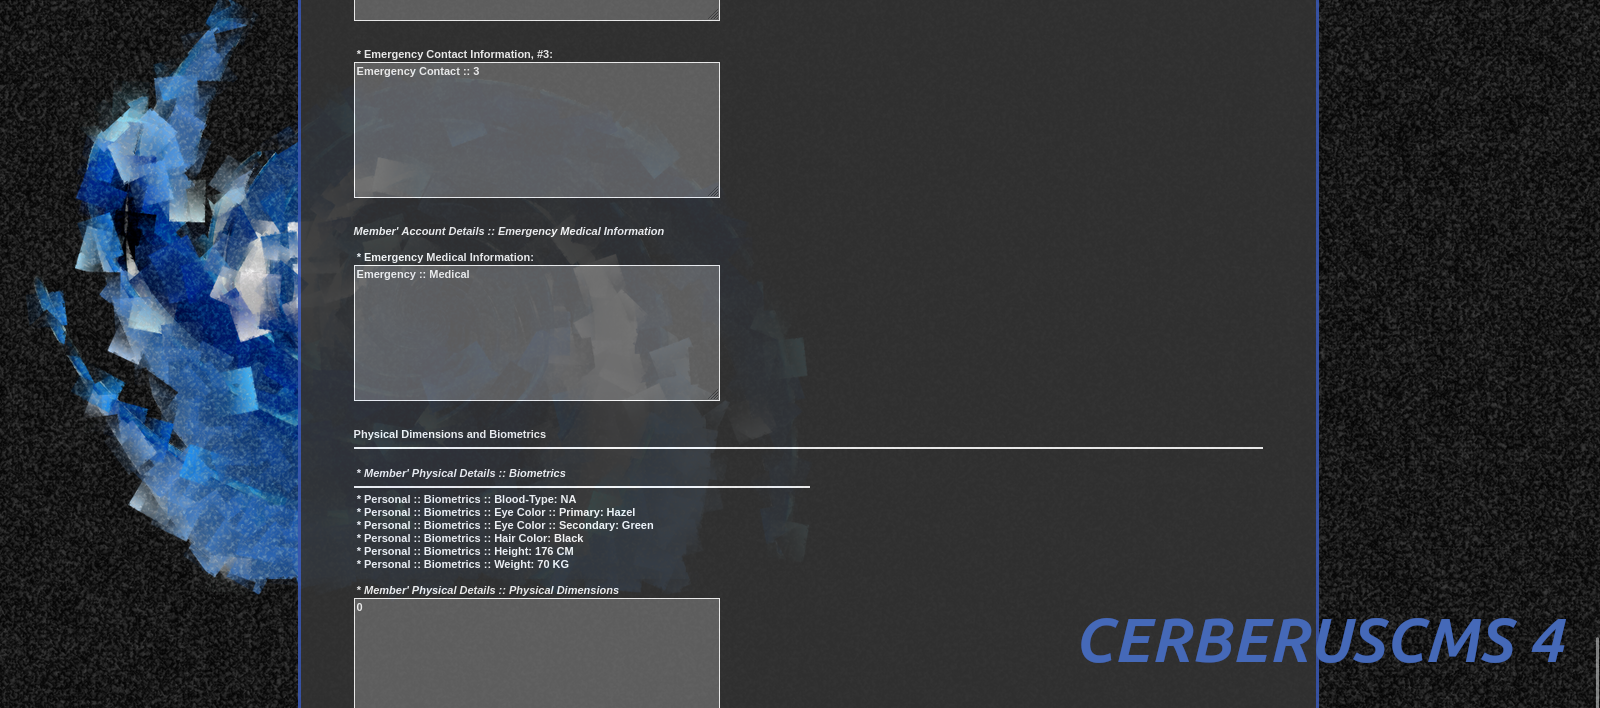 * Emergency Contact Information, #3:
Emergency Contact :: 3
Member' Account Details :: Emergency Medical Information
* Emergency Medical Information:
Emergency :: Medical
Physical Dimensions and Biometrics
* Member' Physical Details :: Biometrics
* Personal :: Biometrics :: Blood-Type: NA
* Personal :: Biometrics :: Eye Color :: Primary: Hazel
* Personal :: Biometrics :: Eye Color :: Secondary: Green
* Personal :: Biometrics :: Hair Color: Black
* Personal :: Biometrics :: Height: 176 CM
* Personal :: Biometrics :: Weight: 70 KG
* Member' Physical Details :: Physical Dimensions
0
CERBERUSCMS 4